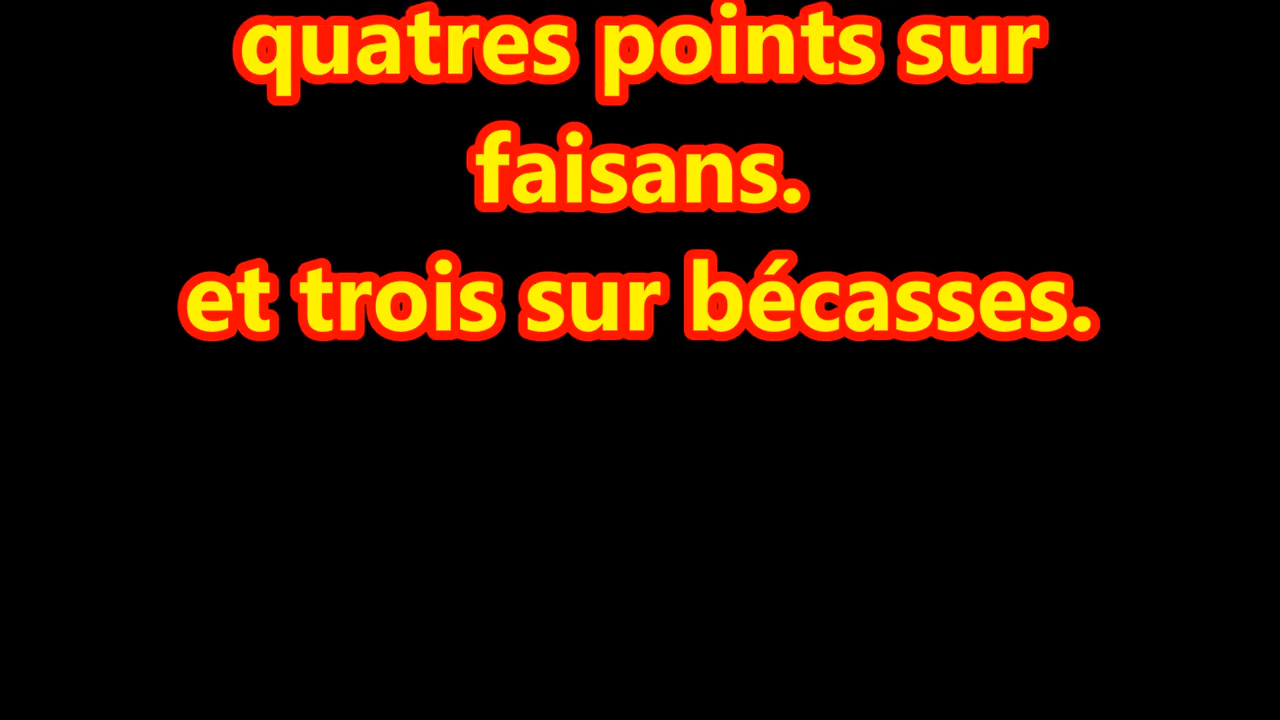 quatres points sur
faisans.
et trois sur bécasses.